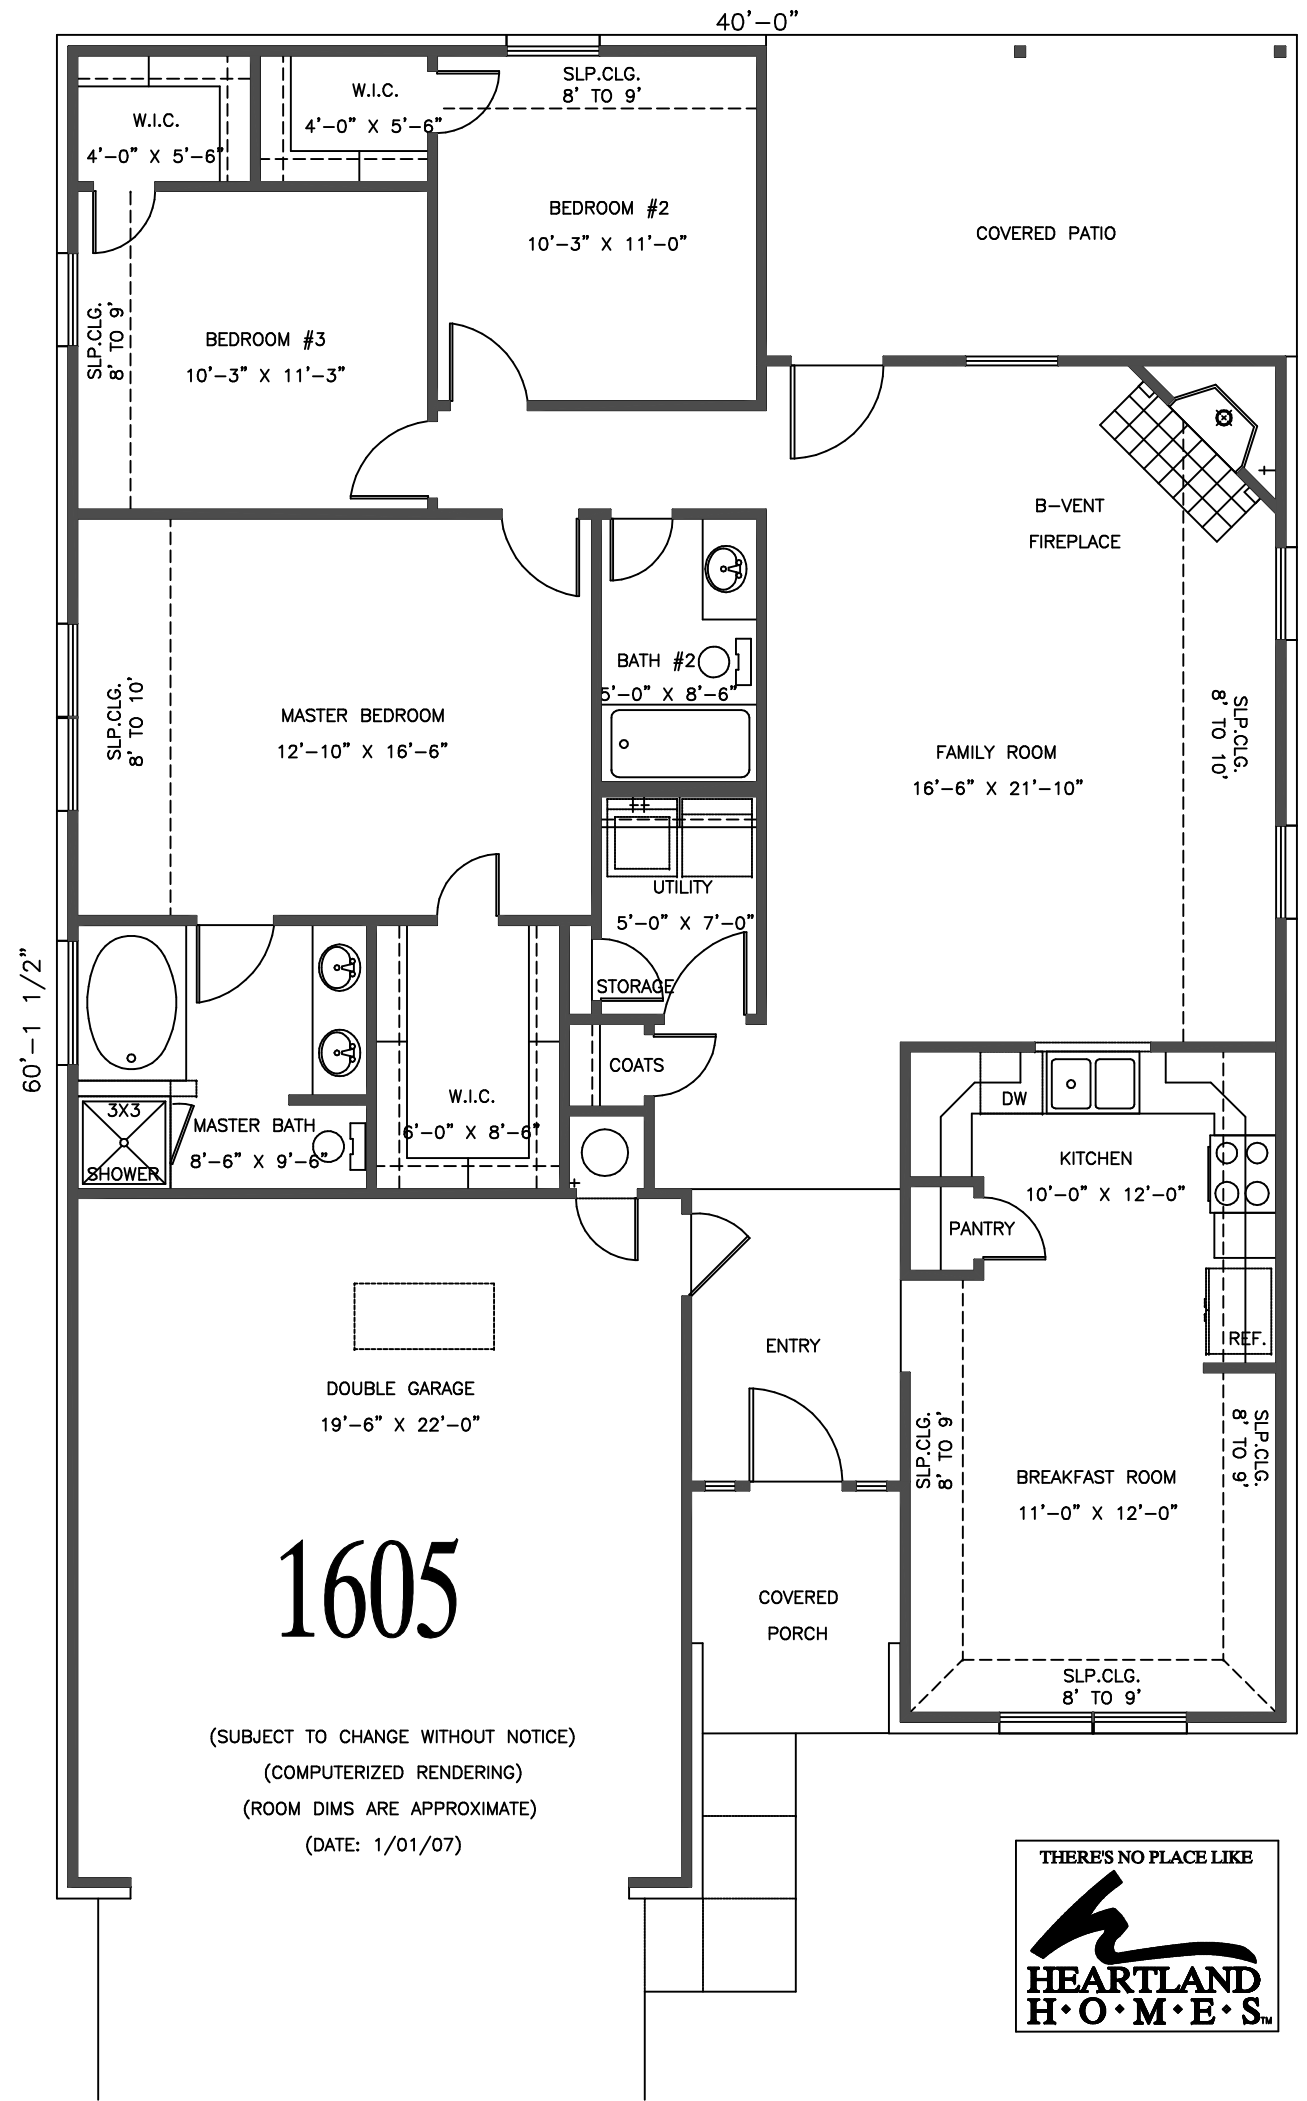 40'-0"
SLP.CLG.
8' TO 9'
W.I.C.
4'-0" X 5'-6"
W.I.C.
4'-0" X 5'-6"
BEDROOM #2
10'-3" X 11'-0"
COVERED PATIO
SLP.CLG.
8' TO 9'
BEDROOM #3
10'-3" X 11'-3"
B-VENT
FIREPLACE
BATH #2
5'-0" X 8'-6"
SLP.CLG.
8' TO 10'
MASTER BEDROOM
12'-10" X 16'-6"
FAMILY ROOM
16'-6" X 21'-10"
SLP.CLG.
8' TO 10'
UTILITY
5'-0" X 7'-0"
STORAGE
60'-1 1/2"
COATS
W.I.C.
6'-0" X 8'-6"
3X3
SHOWER
MASTER BATH
8'-6" X 9'-6"
DW
KITCHEN
10'-0" X 12'-0"
PANTRY
REF.
ENTRY
DOUBLE GARAGE
19'-6" X 22'-0"
SLP.CLG.
8' TO 9'
BREAKFAST ROOM
11'-0" X 12'-0"
SLP.CLG.
8' TO 9'
1605
COVERED
PORCH
SLP.CLG.
8' TO 9'
(SUBJECT TO CHANGE WITHOUT NOTICE)
(COMPUTERIZED RENDERING)
(ROOM DIMS ARE APPROXIMATE)
(DATE: 1/01/07)
THERE'S NO PLACE LIKE
HEARTLAND
H•O•M•E•S™